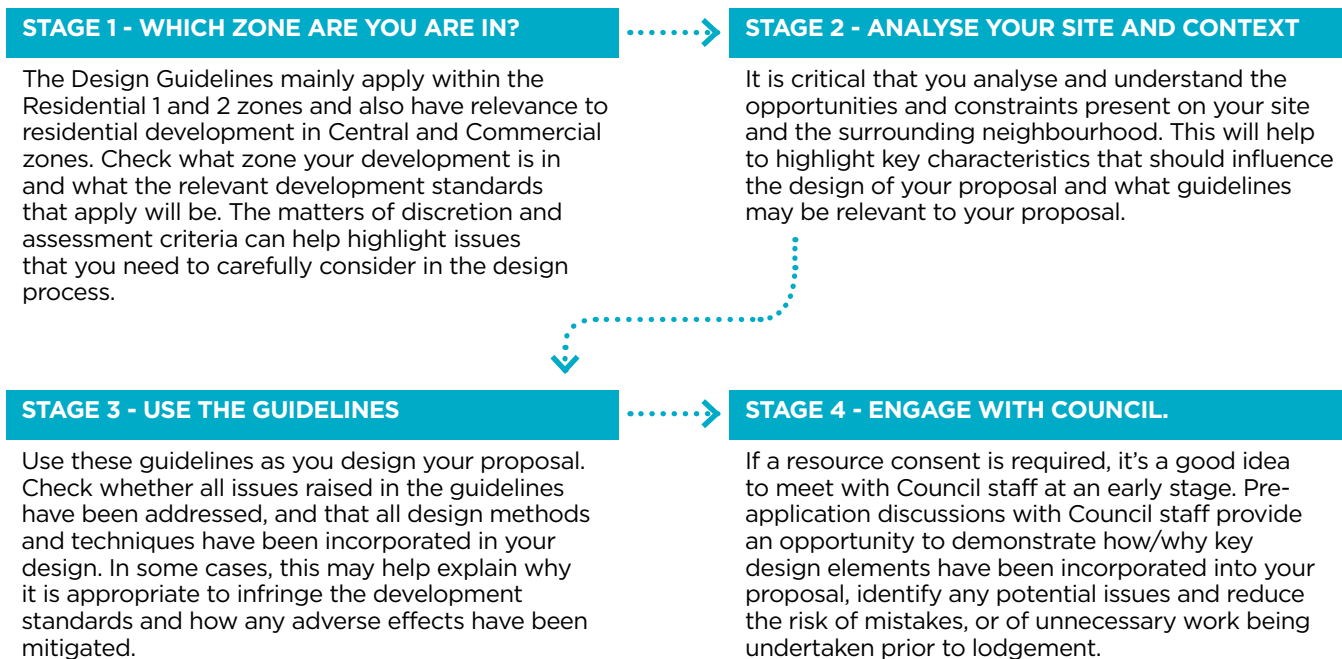 STAGE 1 - WHICH ZONE ARE YOU ARE IN?
The Design Guidelines mainly apply within the
Residential 1 and 2 zones and also have relevance to
residential development in Central and Commercial
zones. Check what zone your development is in
and what the relevant development standards
that apply will be. The matters of discretion and
assessment criteria can help highlight issues
that you need to carefully consider in the design
process.
STAGE 2 - ANALYSE YOUR SITE AND CONTEXT
It is critical that you analyse and understand the
opportunities and constraints present on your site
and the surrounding neighbourhood. This will help
to highlight key characteristics that should influence
the design of your proposal and what guidelines
may be relevant to your proposal.
STAGE 3 - USE THE GUIDELINES
Use these guidelines as you design your proposal.
Check whether all issues raised in the guidelines
have been addressed, and that all design methods
and techniques have been incorporated in your
design. In some cases, this may help explain why
it is appropriate to infringe the development
standards and how any adverse effects have been
mitigated.
STAGE 4 - ENGAGE WITH COUNCIL.
If a resource consent is required, it’s a good idea
to meet with Council staff at an early stage. Pre-
application discussions with Council staff provide
an opportunity to demonstrate how/why key
design elements have been incorporated into your
proposal, identify any potential issues and reduce
the risk of mistakes, or of unnecessary work being
undertaken prior to lodgement.